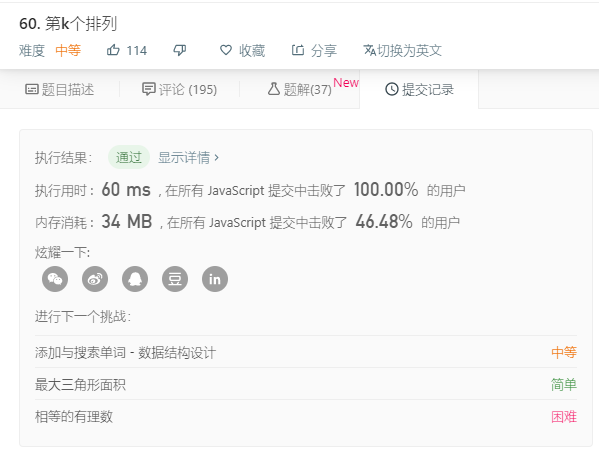 60. 第k个排列
难度 中等 114 收藏 分享 切换为英文
题目描述 评论 (195) 题解(37) New 提交记录
执行结果： 通过 显示详情 >
执行用时 : 60 ms , 在所有 JavaScript 提交中击败了 100.00% 的用户
内存消耗 : 34 MB , 在所有 JavaScript 提交中击败了 46.48% 的用户
炫耀一下:
豆 in
进行下一个挑战：
添加与搜索单词 - 数据结构设计 中等
最大三角形面积 简单
相等的有理数 困难